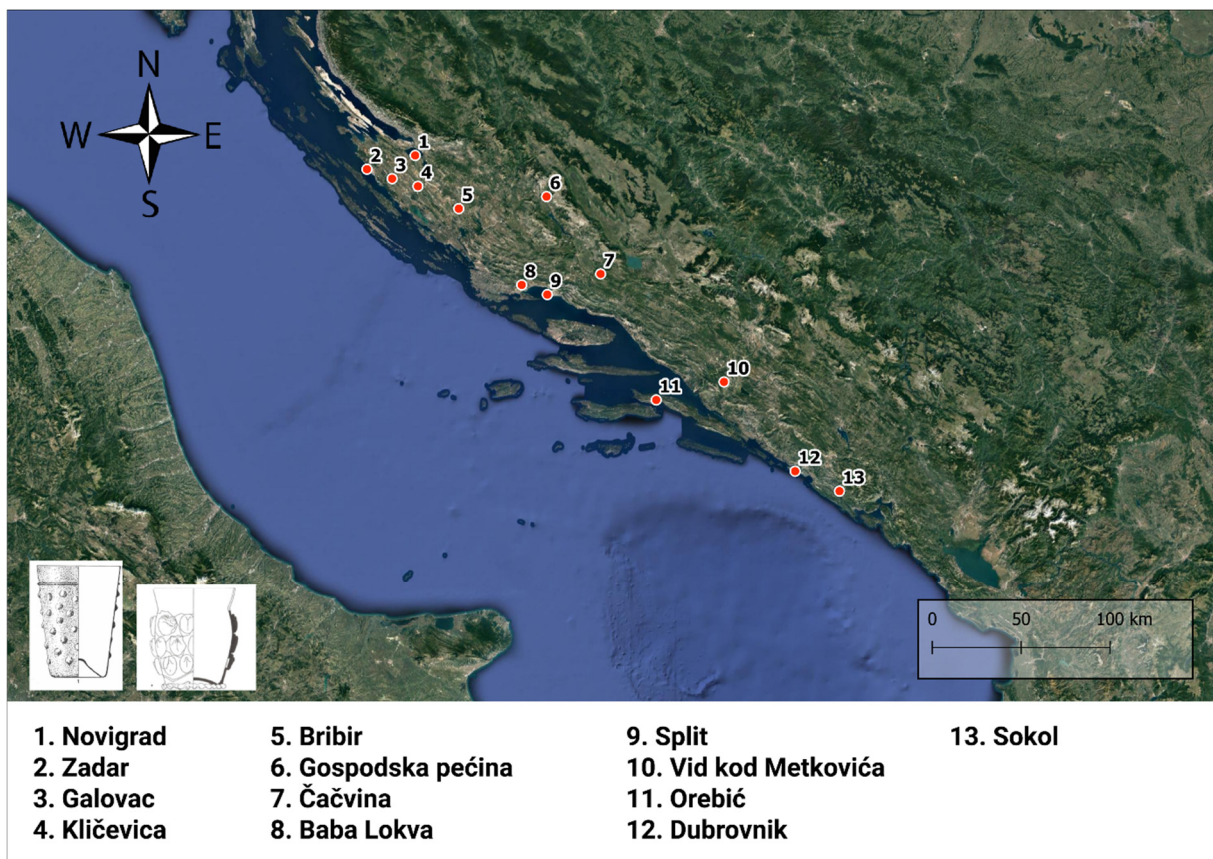 N
W E
S
1
2
3
4
5
6
7
8
9
10
11
12
13
0 50 100 km
1. Novigrad
2. Zadar
3. Galovac
4. Kličevica
5. Bribir
6. Gospodska pećina
7. Čačvina
8. Baba Lokva
9. Split
10. Vid kod Metkovića
11. Orebić
12. Dubrovnik
13. Sokol